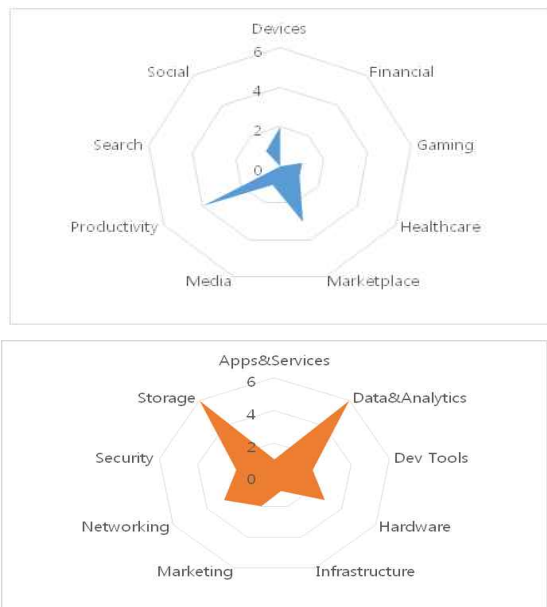 Devices
6
Social
Financial
4
2
Search
Gaming
0
Productivity
Healthcare
Media
Marketplace
Apps&Services
6
Storage
Data&Analytics
4
2
Security
Dev Tools
0
Networking
Hardware
Marketing
Infrastructure